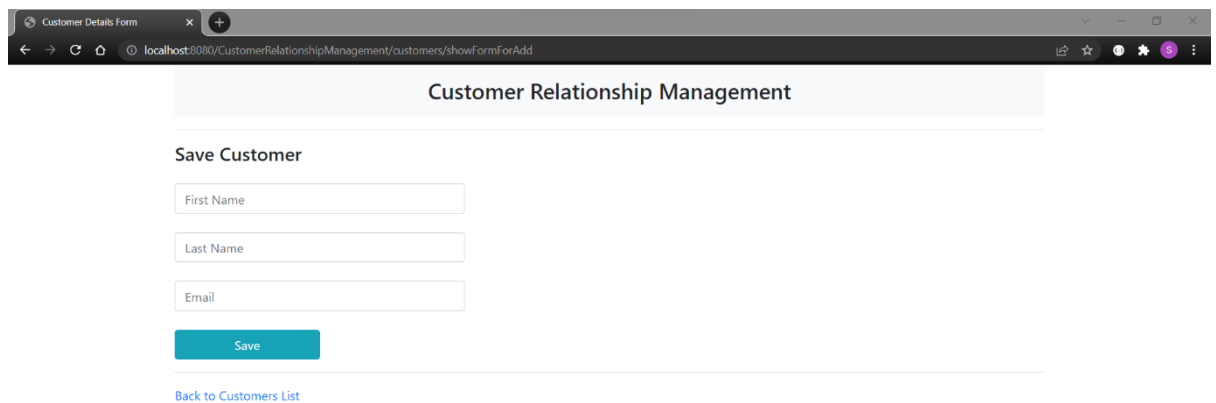 Customer Details Form
localhost:8080/CustomerRelationshipManagement/customers/showFormForAdd
S
Customer Relationship Management
Save Customer
First Name
Last Name
Email
Save
Back to Customers List